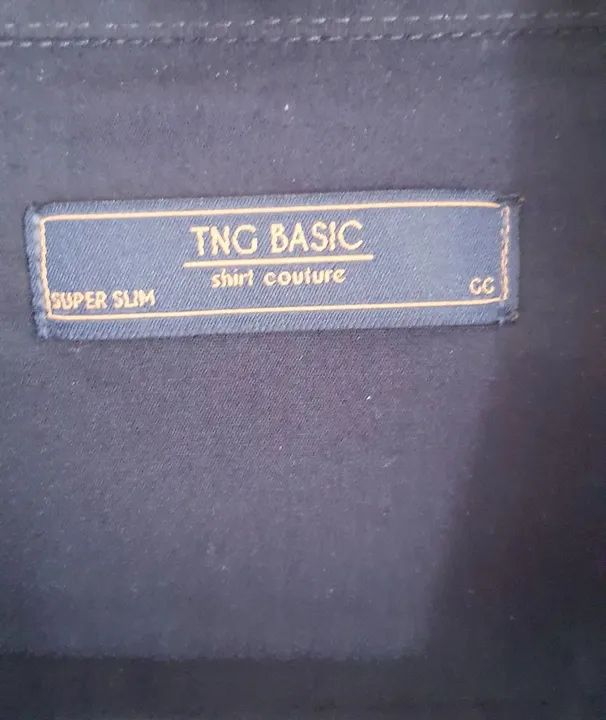 TNG BASIC
shirt couture
SUPER SLIM GG